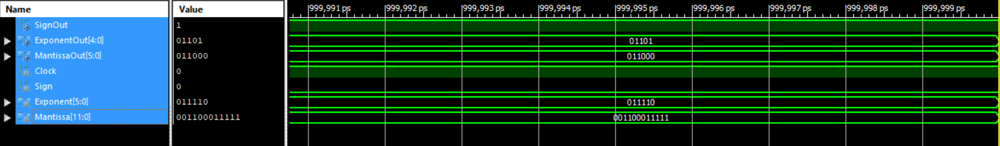 Name Value 999,991 ps 999,992 ps 999,993 ps 999,994 ps 999,995 ps 999,996 ps 999,997 ps 999,998 ps 999,999 ps
SignOut 1
ExponentOut[4:0] 01101 01101
MantissaOut[5:0] 011000 011000
Clock 0
Sign 0
Exponent[5:0] 011110 011110
Mantissa[11:0] 001100011111 001100011111